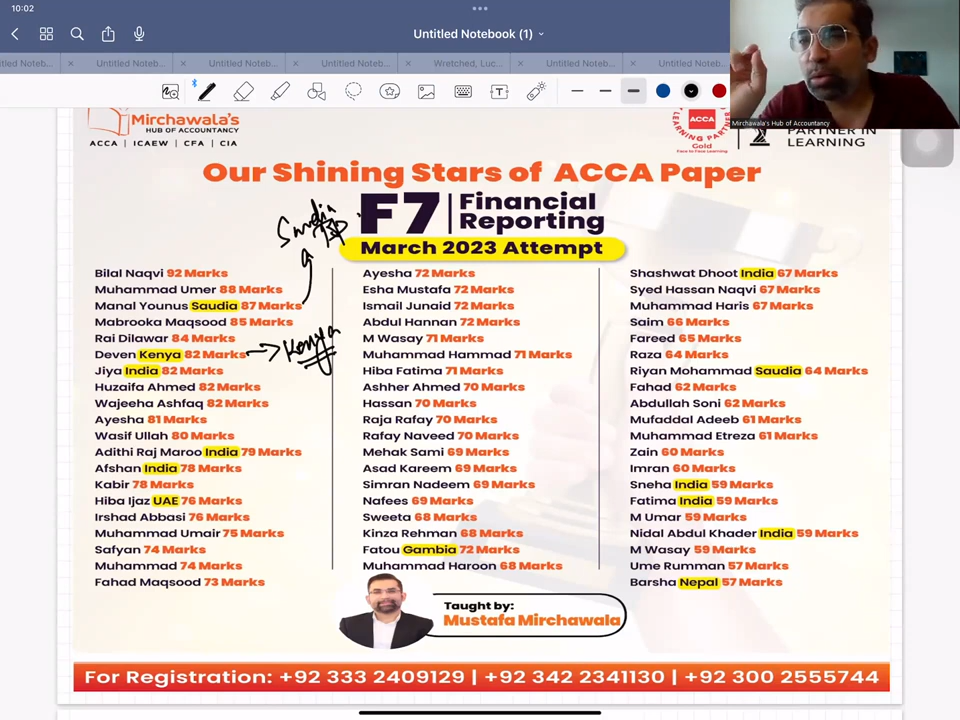 10:02
Untitled Notebook (1)
Untitled Noteb...
Untitled Noteb...
Untitled Noteb...
Wretched, Luc...
Untitled Noteb...
Untitled Noteb...
Mirchawala's Hub of Accountancy
Mirchawala's
HUB OF ACCOUNTANCY
ACCA | ICAEW | CFA | CIA
ACCA
LEARNING PARTNER
Gold
Face to Face Learning
PARTNER IN
LEARNING
Our Shining Stars of ACCA Paper
F7 | Financial
Reporting
March 2023 Attempt
Saudia
Kenya
Bilal Naqvi 92 Marks
Muhammad Umer 88 Marks
Manal Younus Saudia 87 Marks
Mabrooka Maqsood 85 Marks
Rai Dilawar 84 Marks
Deven Kenya 82 Marks
Jiya India 82 Marks
Huzaifa Ahmed 82 Marks
Wajeeha Ashfaq 82 Marks
Ayesha 81 Marks
Wasif Ullah 80 Marks
Adithi Raj Maroo India 79 Marks
Afshan India 78 Marks
Kabir 78 Marks
Hiba Ijaz UAE 76 Marks
Irshad Abbasi 76 Marks
Muhammad Umair 75 Marks
Safyan 74 Marks
Muhammad 74 Marks
Fahad Maqsood 73 Marks
Ayesha 72 Marks
Esha Mustafa 72 Marks
Ismail Junaid 72 Marks
Abdul Hannan 72 Marks
M Wasay 71 Marks
Muhammad Hammad 71 Marks
Hiba Fatima 71 Marks
Ashher Ahmed 70 Marks
Hassan 70 Marks
Raja Rafay 70 Marks
Rafay Naveed 70 Marks
Mehak Sami 69 Marks
Asad Kareem 69 Marks
Simran Nadeem 69 Marks
Nafees 69 Marks
Sweeta 68 Marks
Kinza Rehman 68 Marks
Fatou Gambia 72 Marks
Muhammad Haroon 68 Marks
Shashwat Dhoot India 67 Marks
Syed Hassan Naqvi 67 Marks
Muhammad Haris 67 Marks
Saim 66 Marks
Fareed 65 Marks
Raza 64 Marks
Riyan Mohammad Saudia 64 Marks
Fahad 62 Marks
Abdullah Soni 62 Marks
Mufaddal Adeeb 61 Marks
Muhammad Etreza 61 Marks
Zain 60 Marks
Imran 60 Marks
Sneha India 59 Marks
Fatima India 59 Marks
M Umar 59 Marks
Nidal Abdul Khader India 59 Marks
M Wasay 59 Marks
Ume Rumman 57 Marks
Barsha Nepal 57 Marks
Taught by:
Mustafa Mirchawala
For Registration: +92 333 2409129 | +92 342 2341130 | +92 300 2555744